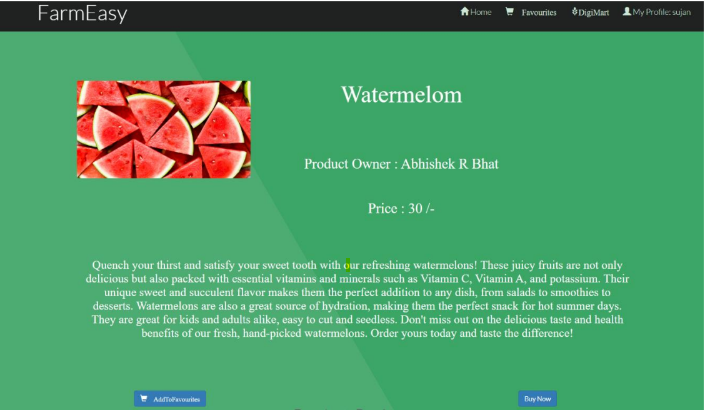 FarmEasy Home Favourites DigiMart My Profile: sujan
Watermelom
Product Owner : Abhishek R Bhat
Price : 30 /-
Quench your thirst and satisfy your sweet tooth with our refreshing watermelons! These juicy fruits are not only
delicious but also packed with essential vitamins and minerals such as Vitamin C, Vitamin A, and potassium. Their
unique sweet and succulent flavor makes them the perfect addition to any dish, from salads to smoothies to
desserts. Watermelons are also a great source of hydration, making them the perfect snack for hot summer days.
They are great for kids and adults alike, easy to cut and seedless. Don't miss out on the delicious taste and health
benefits of our fresh, hand-picked watermelons. Order yours today and taste the difference!
AddToFavourites Buy Now